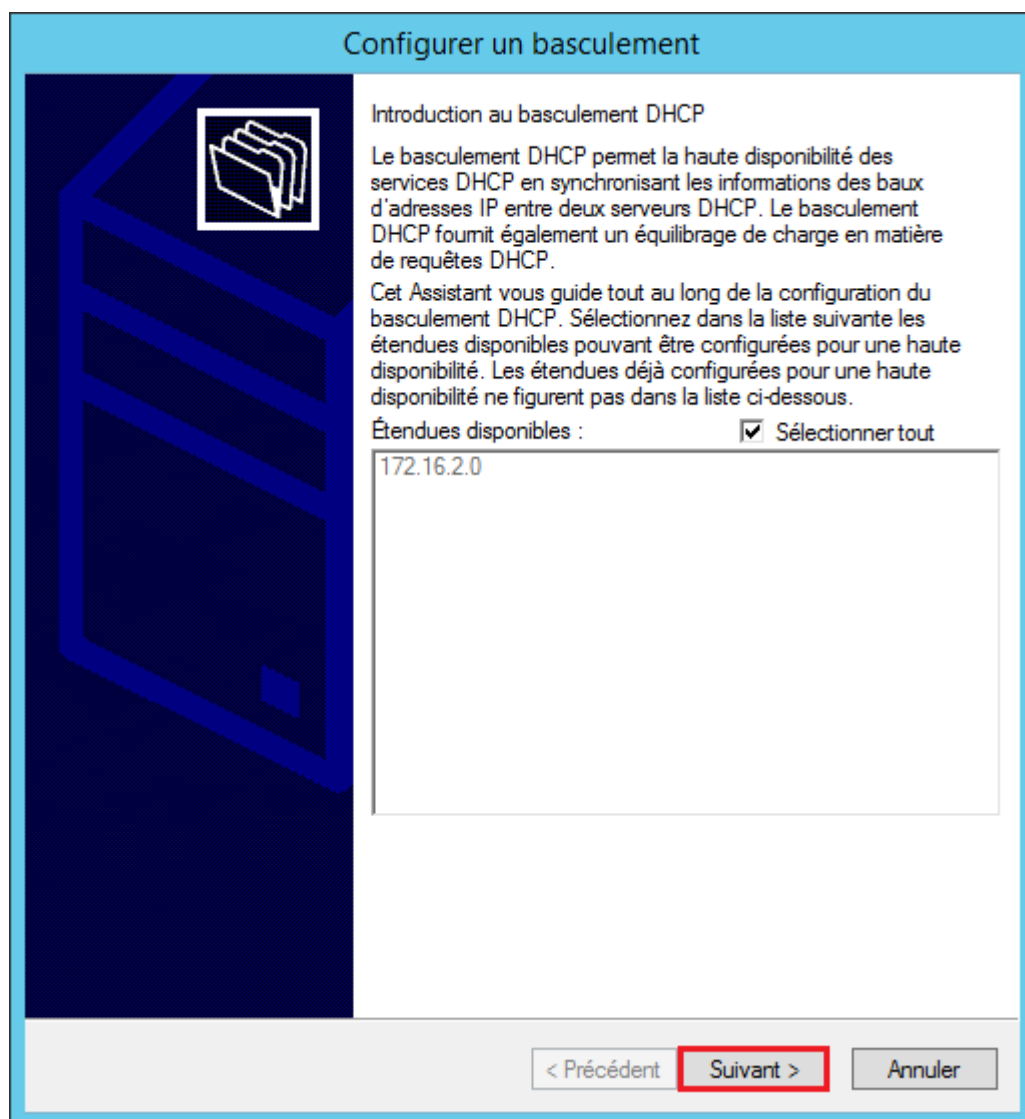 Configurer un basculement
Introduction au basculement DHCP
Le basculement DHCP permet la haute disponibilité des
services DHCP en synchronisant les informations des baux
d'adresses IP entre deux serveurs DHCP. Le basculement
DHCP fournit également un équilibrage de charge en matière
de requêtes DHCP.
Cet Assistant vous guide tout au long de la configuration du
basculement DHCP. Sélectionnez dans la liste suivante les
étendues disponibles pouvant être configurées pour une haute
disponibilité. Les étendues déjà configurées pour une haute
disponibilité ne figurent pas dans la liste ci-dessous.
Étendues disponibles : Sélectionner tout
172.16.2.0
< Précédent Suivant > Annuler